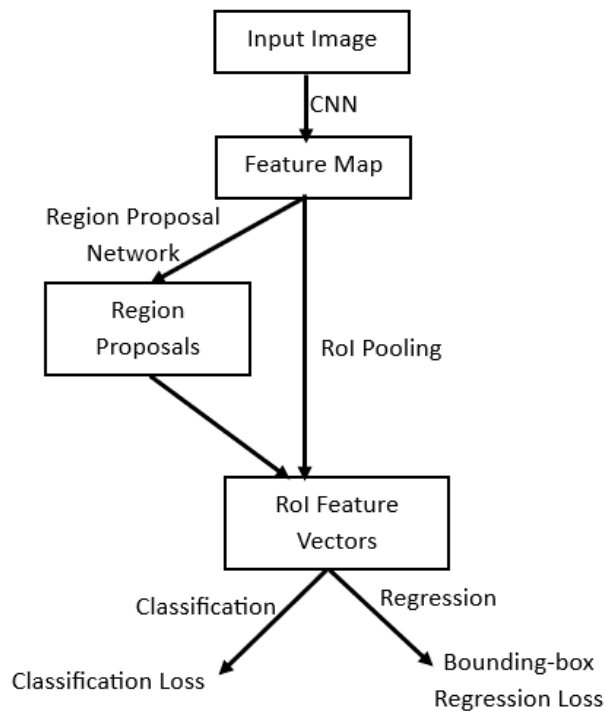 Input Image
CNN
Feature Map
Region Proposal
Network
Region
Proposals
RoI Pooling
RoI Feature
Vectors
Classification
Regression
Classification Loss
Bounding-box
Regression Loss